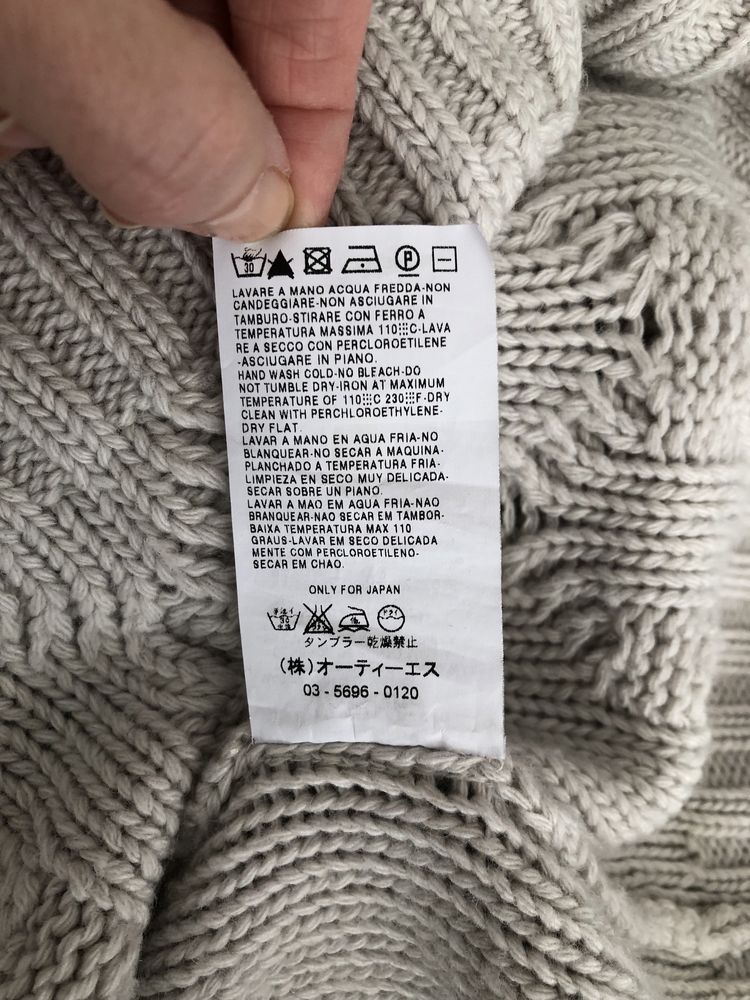 30 P
LAVARE A MANO ACQUA FREDDA-NON
CANDEGGIARE-NON ASCIUGARE IN
TAMBURO-STIRARE CON FERRO A
TEMPERATURA MASSIMA 110 C-LAVA
RE A SECCO CON PERCLOROETILENE
-ASCIUGARE IN PIANO.
HAND WASH COLD-NO BLEACH-DO
NOT TUMBLE DRY-IRON AT MAXIMUM
TEMPERATURE OF 110 C 230 F-DRY
CLEAN WITH PERCHLOROETHYLENE-
DRY FLAT.
LAVAR A MANO EN AGUA FRIA-NO
BLANQUEAR-NO SECAR A MAQUINA-
PLANCHADO A TEMPERATURA FRIA-
LIMPIEZA EN SECO MUY DELICADA-
SECAR SOBRE UN PIANO.
LAVAR A MAO EM AGUA FRIA-NAO
BRANQUEAR-NAO SECAR EM TAMBOR-
BAIXA TEMPERATURA MAX 110
GRAUS-LAVAR EM SECO DELICADA
MENTE COM PERCLOROETILENO-
SECAR EM CHAO.
ONLY FOR JAPAN
タンブラー乾燥禁止
(株)オーティーエス
03-5696-0120